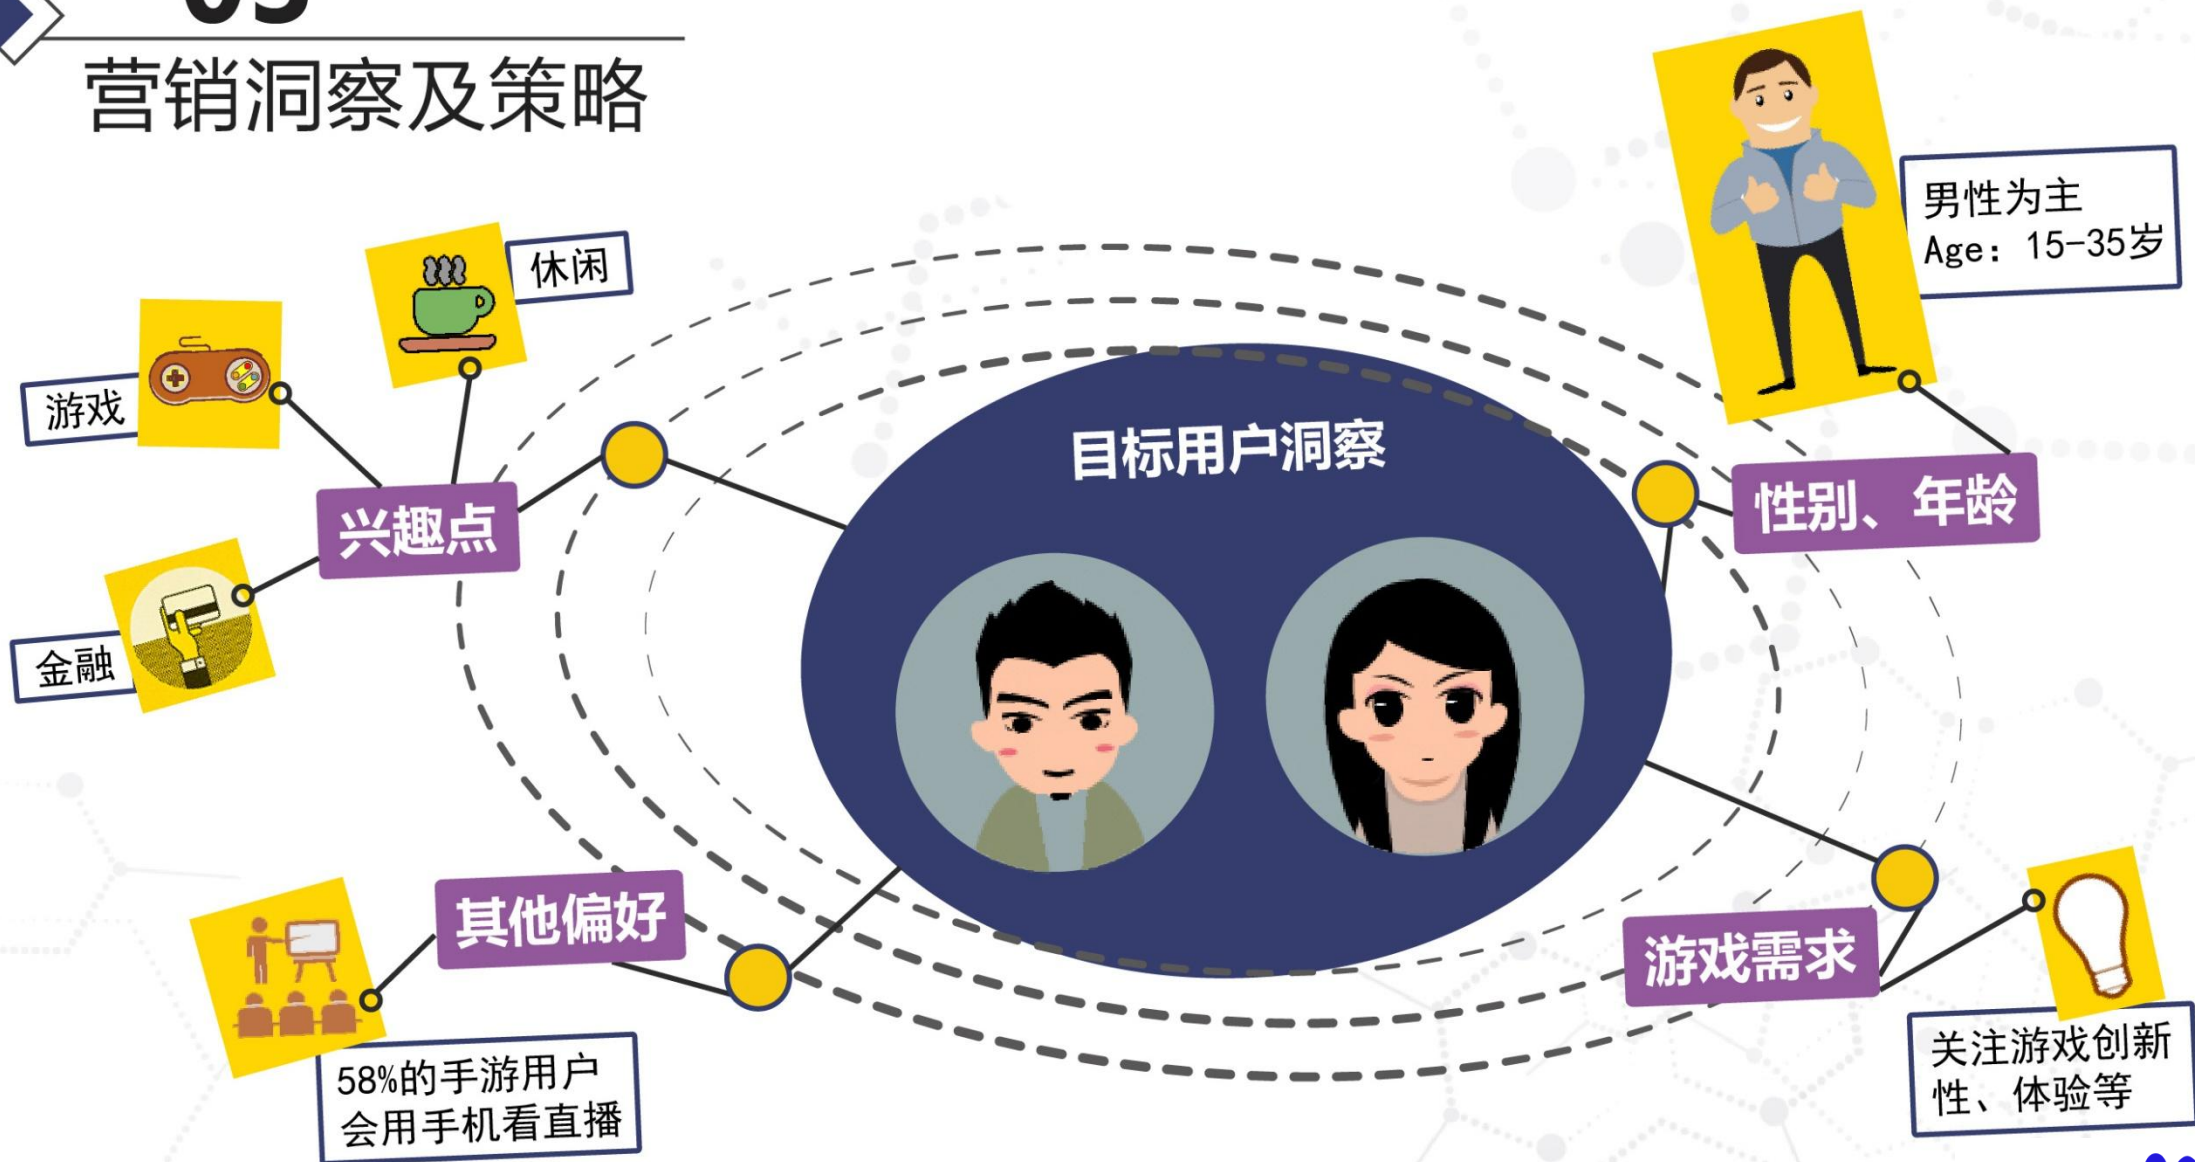 营销洞察及策略
休闲
游戏
兴趣点
金融
目标用户洞察
男性为主
Age: 15-35岁
性别、年龄
其他偏好
58%的手游用户
会用手机看直播
游戏需求
关注游戏创新
性、体验等